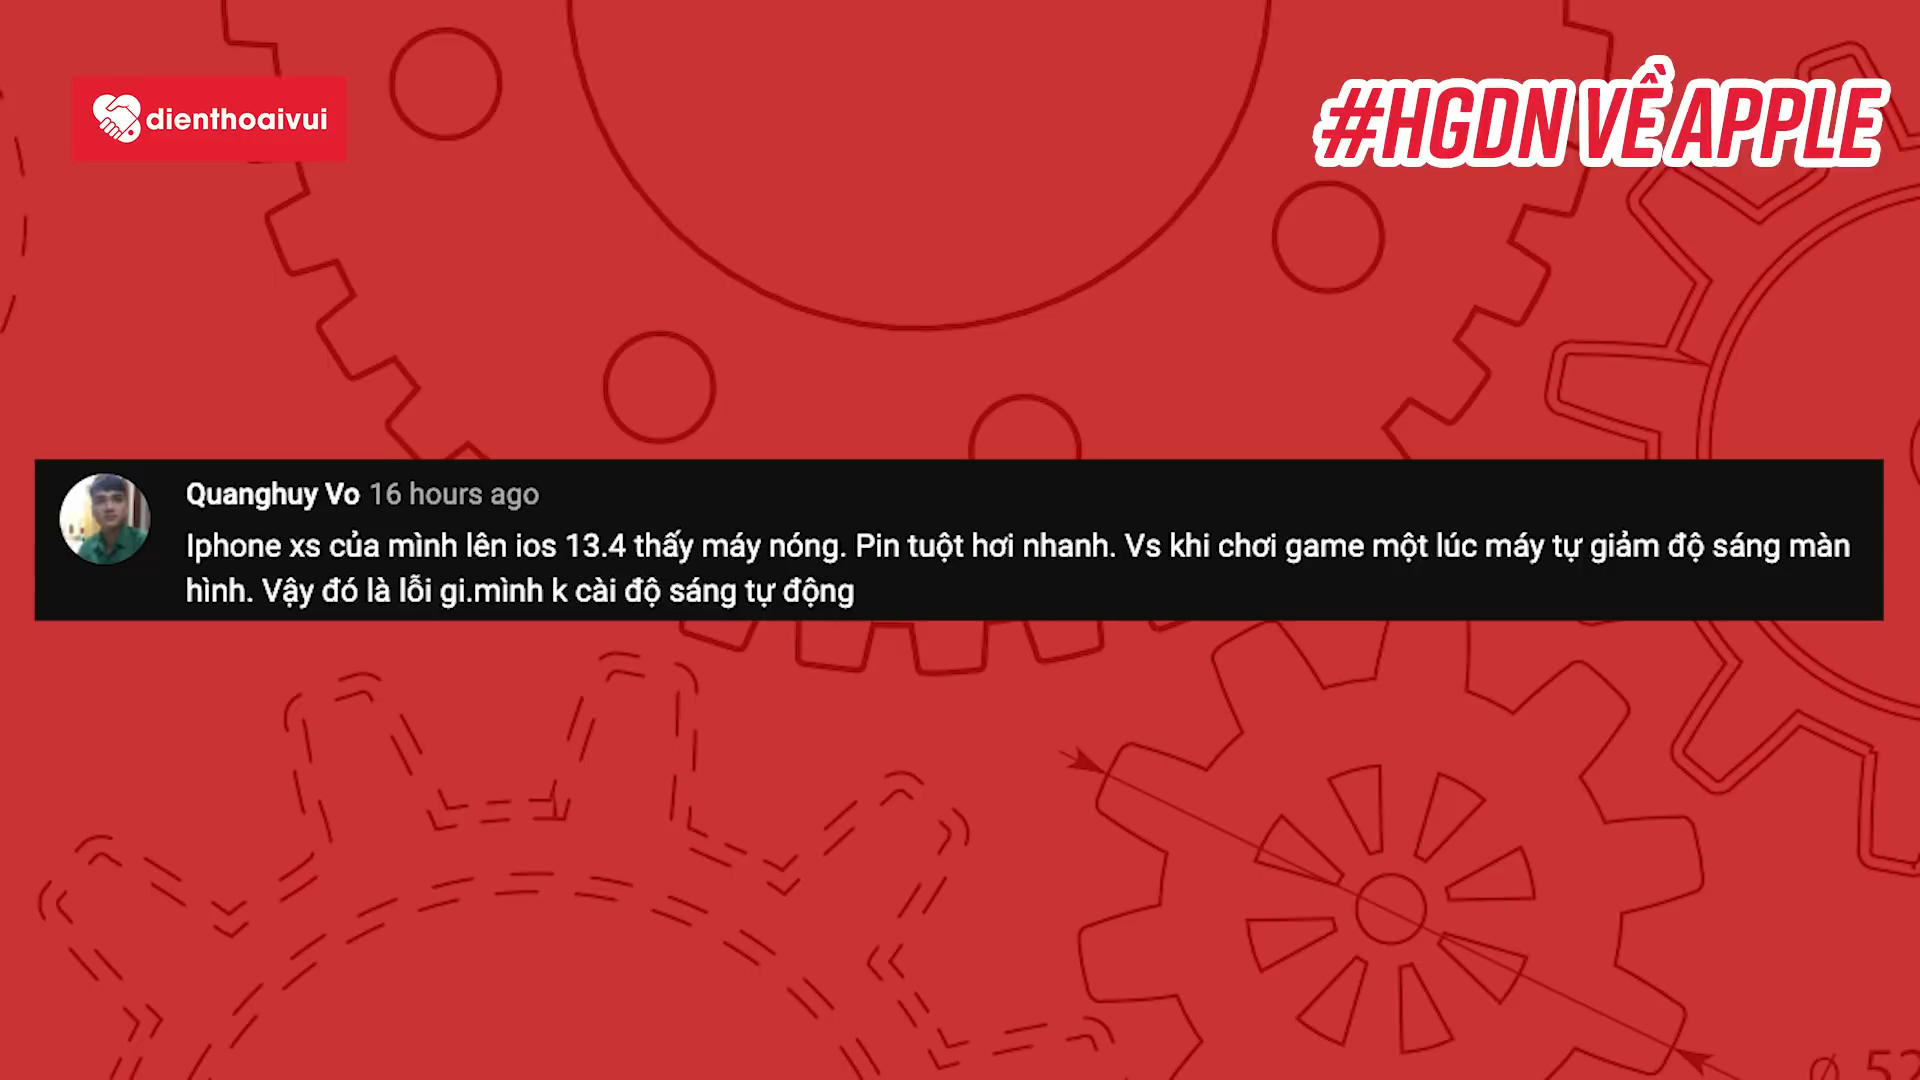 dienthoaivui
#HGDN VỀ APPLE
Quanghuy Vo 16 hours ago
Iphone xs của mình lên ios 13.4 thấy máy nóng. Pin tuột hơi nhanh. Vs khi chơi game một lúc máy tự giảm độ sáng màn
hình. Vậy đó là lỗi gi.mình k cài độ sáng tự động